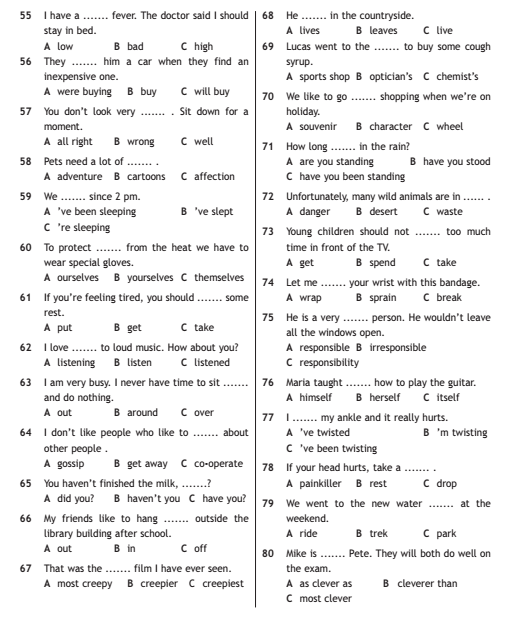 55 I have a ....... fever. The doctor said I should
stay in bed.
A low B bad C high
56 They ....... him a car when they find an
inexpensive one.
A were buying B buy C will buy
57 You don't look very ....... . Sit down for a
moment.
A all right B wrong C well
58 Pets need a lot of ....... .
A adventure B cartoons C affection
59 We ....... since 2 pm.
A 've been sleeping B 've slept
C 're sleeping
60 To protect ....... from the heat we have to
wear special gloves.
A ourselves B yourselves C themselves
61 If you're feeling tired, you should ....... some
rest.
A put B get C take
62 I love ....... to loud music. How about you?
A listening B listen C listened
63 I am very busy. I never have time to sit .......
and do nothing.
A out B around C over
64 I don't like people who like to ....... about
other people .
A gossip B get away C co-operate
65 You haven't finished the milk, .......?
A did you? B haven't you C have you?
66 My friends like to hang ....... outside the
library building after school.
A out B in C off
67 That was the ....... film I have ever seen.
A most creepy B creepier C creepiest
68 He ....... in the countryside.
A lives B leaves C live
69 Lucas went to the ....... to buy some cough
syrup.
A sports shop B optician's C chemist's
70 We like to go ....... shopping when we're on
holiday.
A souvenir B character C wheel
71 How long ....... in the rain?
A are you standing B have you stood
C have you been standing
72 Unfortunately, many wild animals are in ...... .
A danger B desert C waste
73 Young children should not ....... too much
time in front of the TV.
A get B spend C take
74 Let me ....... your wrist with this bandage.
A wrap B sprain C break
75 He is a very ....... person. He wouldn't leave
all the windows open.
A responsible B irresponsible
C responsibility
76 Maria taught ....... how to play the guitar.
A himself B herself C itself
77 I ....... my ankle and it really hurts.
A 've twisted B 'm twisting
C 've been twisting
78 If your head hurts, take a ....... .
A painkiller B rest C drop
79 We went to the new water ....... at the
weekend.
A ride B trek C park
80 Mike is ....... Pete. They will both do well on
the exam.
A as clever as B cleverer than
C most clever